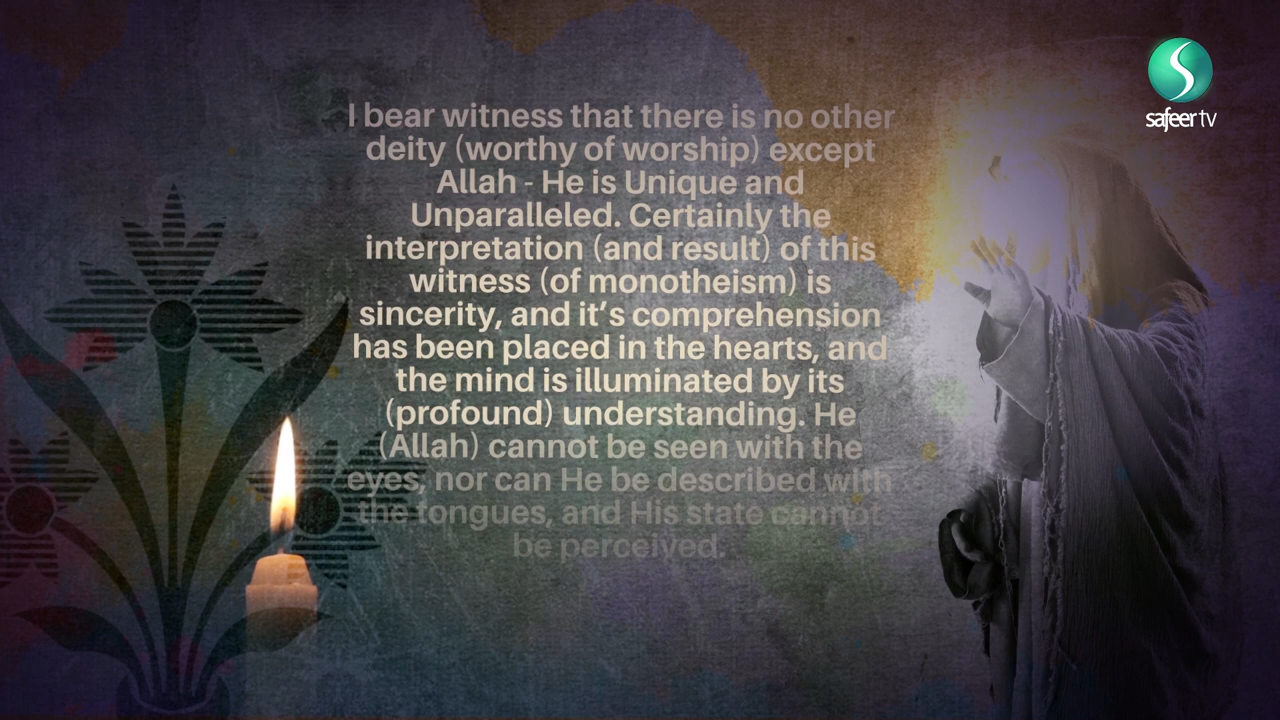 safeer tv
I bear witness that there is no other
deity (worthy of worship) except
Allah - He is Unique and
Unparalleled. Certainly the
interpretation (and result) of this
witness (of monotheism) is
sincerity, and it’s comprehension
has been placed in the hearts, and
the mind is illuminated by its
(profound) understanding. He
(Allah) cannot be seen with the
eyes, nor can He be described with
the tongues, and His state cannot
be perceived.